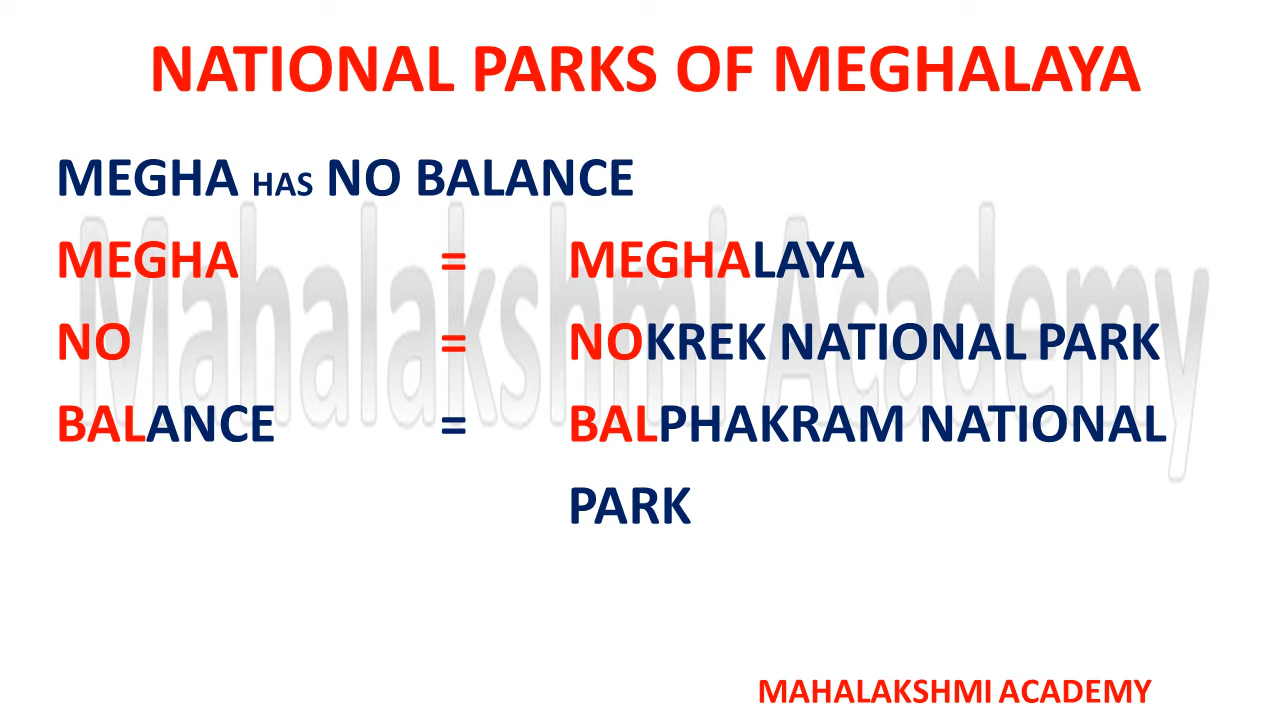 NATIONAL PARKS OF MEGHALAYA
MEGHA HAS NO BALANCE
MEGHA = MEGHALAYA
NO = NOKREK NATIONAL PARK
BALANCE = BALPHAKRAM NATIONAL
PARK
Mahalakshmi Academy
MAHALAKSHMI ACADEMY